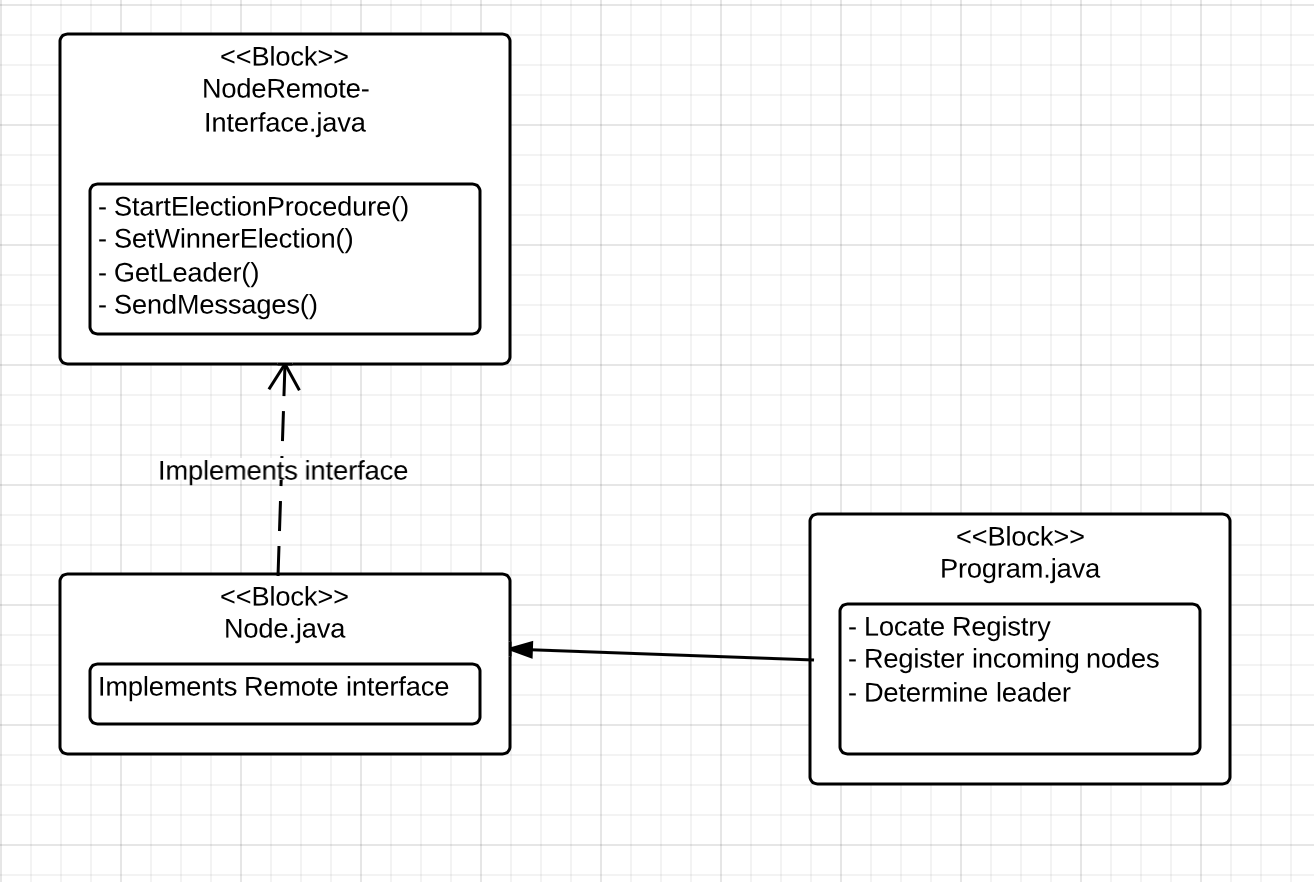 <<Block>>
NodeRemote-
Interface.java
- StartElectionProcedure()
- SetWinnerElection()
- GetLeader()
- SendMessages()
Implements interface
<<Block>>
Node.java
Implements Remote interface
<<Block>>
Program.java
- Locate Registry
- Register incoming nodes
- Determine leader